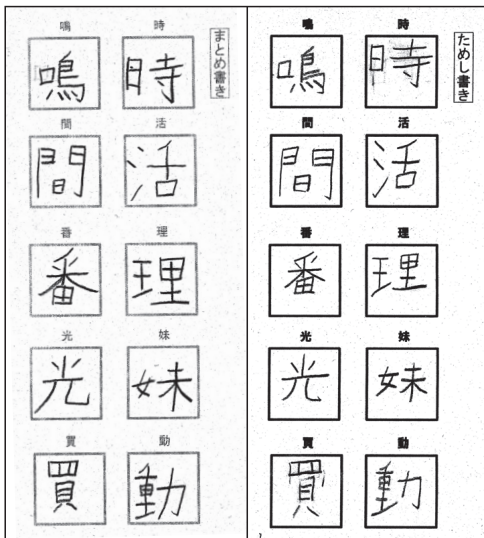 ためし書き
時
時
活
活
理
理
妹
妹
動
動
鳴
鳴
間
間
番
番
光
光
買
買
まとめ書き
時
時
活
活
理
理
妹
妹
動
動
鳴
鳴
間
間
番
番
光
光
買
買